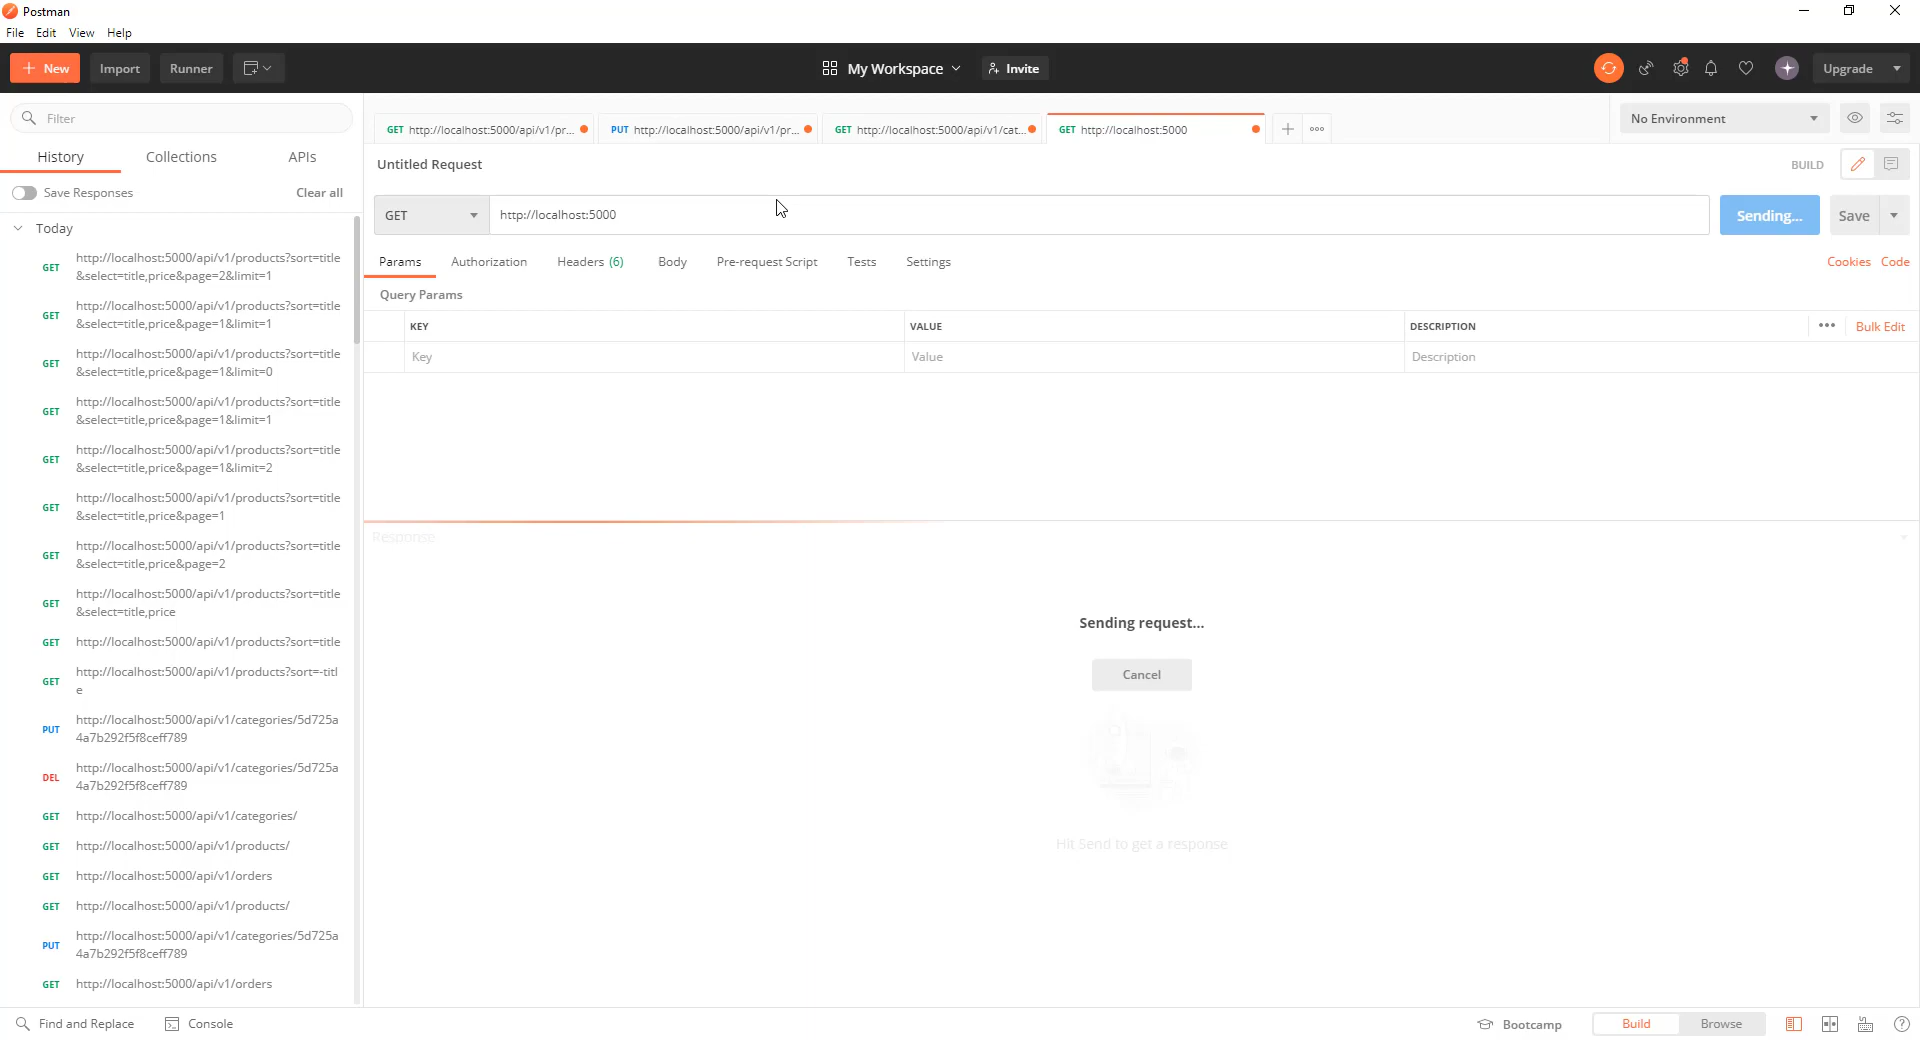 Postman
File Edit View Help
New Import Runner My Workspace Invite Upgrade
Filter
History Collections APIs
Save Responses Clear all
Today
GET http://localhost:5000/api/v1/products?sort=title
&select=title,price&page=2&limit=1
GET http://localhost:5000/api/v1/products?sort=title
&select=title,price&page=1&limit=1
GET http://localhost:5000/api/v1/products?sort=title
&select=title,price&page=1&limit=0
GET http://localhost:5000/api/v1/products?sort=title
&select=title,price&page=1&limit=1
GET http://localhost:5000/api/v1/products?sort=title
&select=title,price&page=1&limit=2
GET http://localhost:5000/api/v1/products?sort=title
&select=title,price&page=1
GET http://localhost:5000/api/v1/products?sort=title
&select=title,price&page=2
GET http://localhost:5000/api/v1/products?sort=title
&select=title,price
GET http://localhost:5000/api/v1/products?sort=title
GET http://localhost:5000/api/v1/products?sort=-titl
e
PUT http://localhost:5000/api/v1/categories/5d725a
4a7b292f5f8ceff789
DEL http://localhost:5000/api/v1/categories/5d725a
4a7b292f5f8ceff789
GET http://localhost:5000/api/v1/categories/
GET http://localhost:5000/api/v1/products/
GET http://localhost:5000/api/v1/orders
GET http://localhost:5000/api/v1/products/
PUT http://localhost:5000/api/v1/categories/5d725a
4a7b292f5f8ceff789
GET http://localhost:5000/api/v1/orders
GET http://localhost:5000/api/v1/pr... PUT http://localhost:5000/api/v1/pr... GET http://localhost:5000/api/v1/cat... GET http://localhost:5000
No Environment
Untitled Request BUILD
GET http://localhost:5000 Sending... Save
Params Authorization Headers (6) Body Pre-request Script Tests Settings Cookies Code
Query Params
KEY VALUE DESCRIPTION Bulk Edit
Key Value Description
Response
Sending request...
Cancel
Hit Send to get a response
Find and Replace Console Bootcamp Build Browse